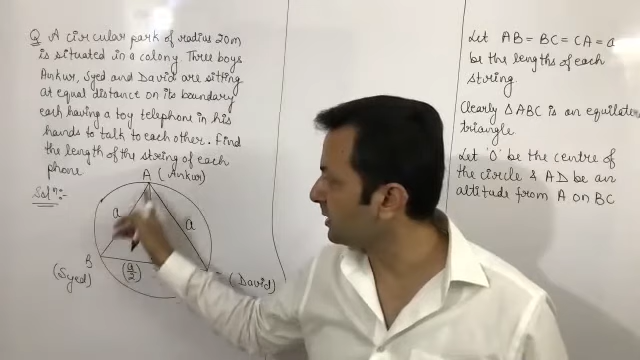 Q A circular park of radius 20m
is situated in a colony. Three boys
Ankur, Syed and David are sitting
at equal distance on its boundary
each having a toy telephone in his
hands to talk to each other. Find
the length of the string of each
phone
Solⁿ:-
A (Ankur)
a
a
B
(Syed)
(a/2)
(David)
Let AB = BC = CA = a
be the lengths of each
string
Clearly △ABC is an equilate
triangle
Let 'O' be the centre of
the circle & AD be an
altitude from A on BC